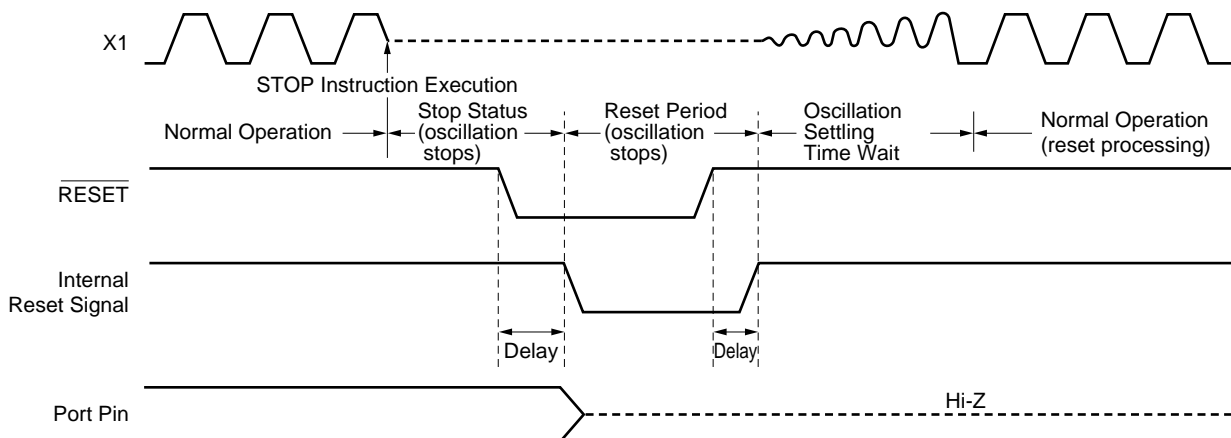 X1
STOP Instruction Execution
Normal Operation
Stop Status
(oscillation
stops)
Reset Period
(oscillation
stops)
Oscillation
Settling
Time Wait
Normal Operation
(reset processing)
RESET
Internal
Reset Signal
Delay
Delay
Port Pin
Hi-Z